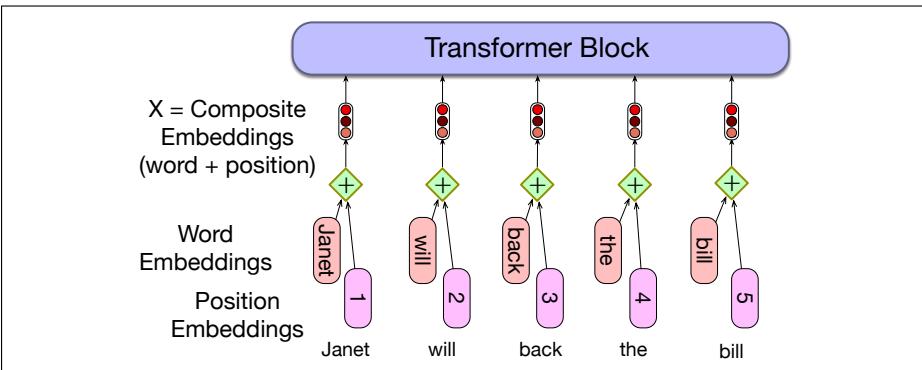 Transformer Block
X = Composite
Embeddings
(word + position)
+ + + + +
Word
Embeddings
Janet will back the bill
Position
Embeddings
1 2 3 4 5
Janet will back the bill